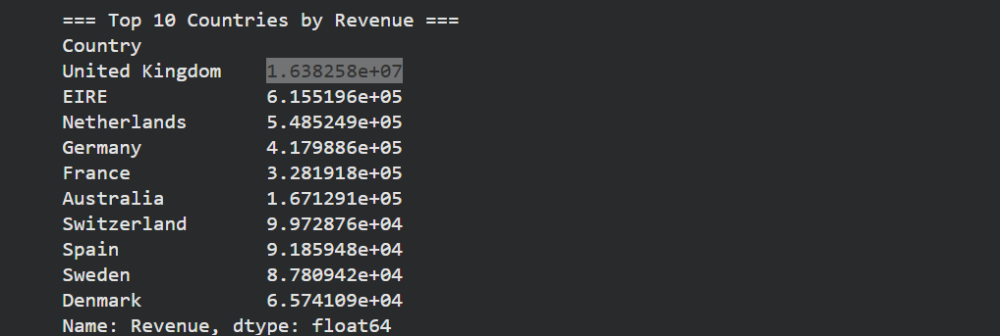 === Top 10 Countries by Revenue ===
Country
United Kingdom    1.638258e+07
EIRE              6.155196e+05
Netherlands       5.485249e+05
Germany           4.179886e+05
France            3.281918e+05
Australia         1.671291e+05
Switzerland       9.972876e+04
Spain             9.185948e+04
Sweden            8.780942e+04
Denmark           6.574109e+04
Name: Revenue, dtype: float64